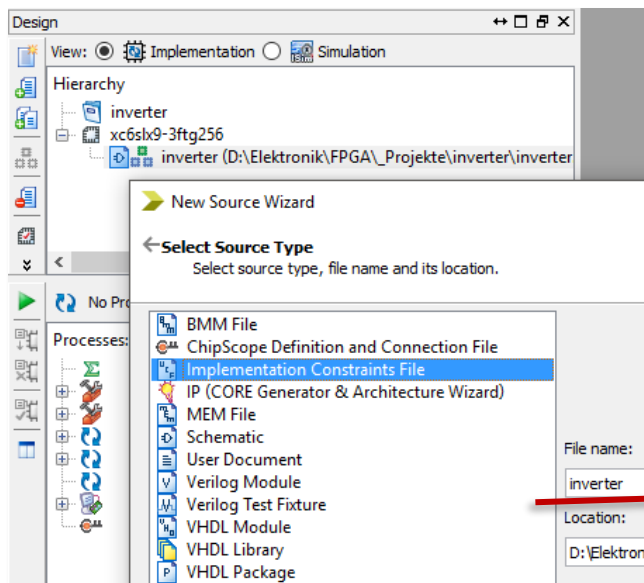 Design
View: Implementation Simulation
Hierarchy
inverter
xc6slx9-3ftg256
inverter (D:\Elektronik\FPGA\_Projekte\inverter\inverter
New Source Wizard
Select Source Type
Select source type, file name and its location.
No Pro
Processes:
BMM File
ChipScope Definition and Connection File
Implementation Constraints File
IP (CORE Generator & Architecture Wizard)
MEM File
Schematic
User Document
Verilog Module
Verilog Test Fixture
VHDL Module
VHDL Library
VHDL Package
File name:
inverter
Location:
D:\Elektron